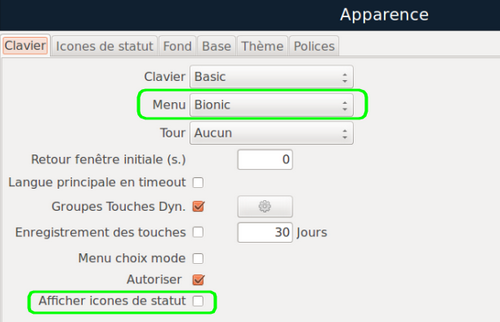 Apparence
Clavier Icones de statut Fond Base Thème Polices
Clavier Basic
Menu Bionic
Tour Aucun
Retour fenêtre initiale (s.) 0
Langue principale en timeout
Groupes Touches Dyn.
Enregistrement des touches 30 Jours
Menu choix mode
Autoriser
Afficher icones de statut